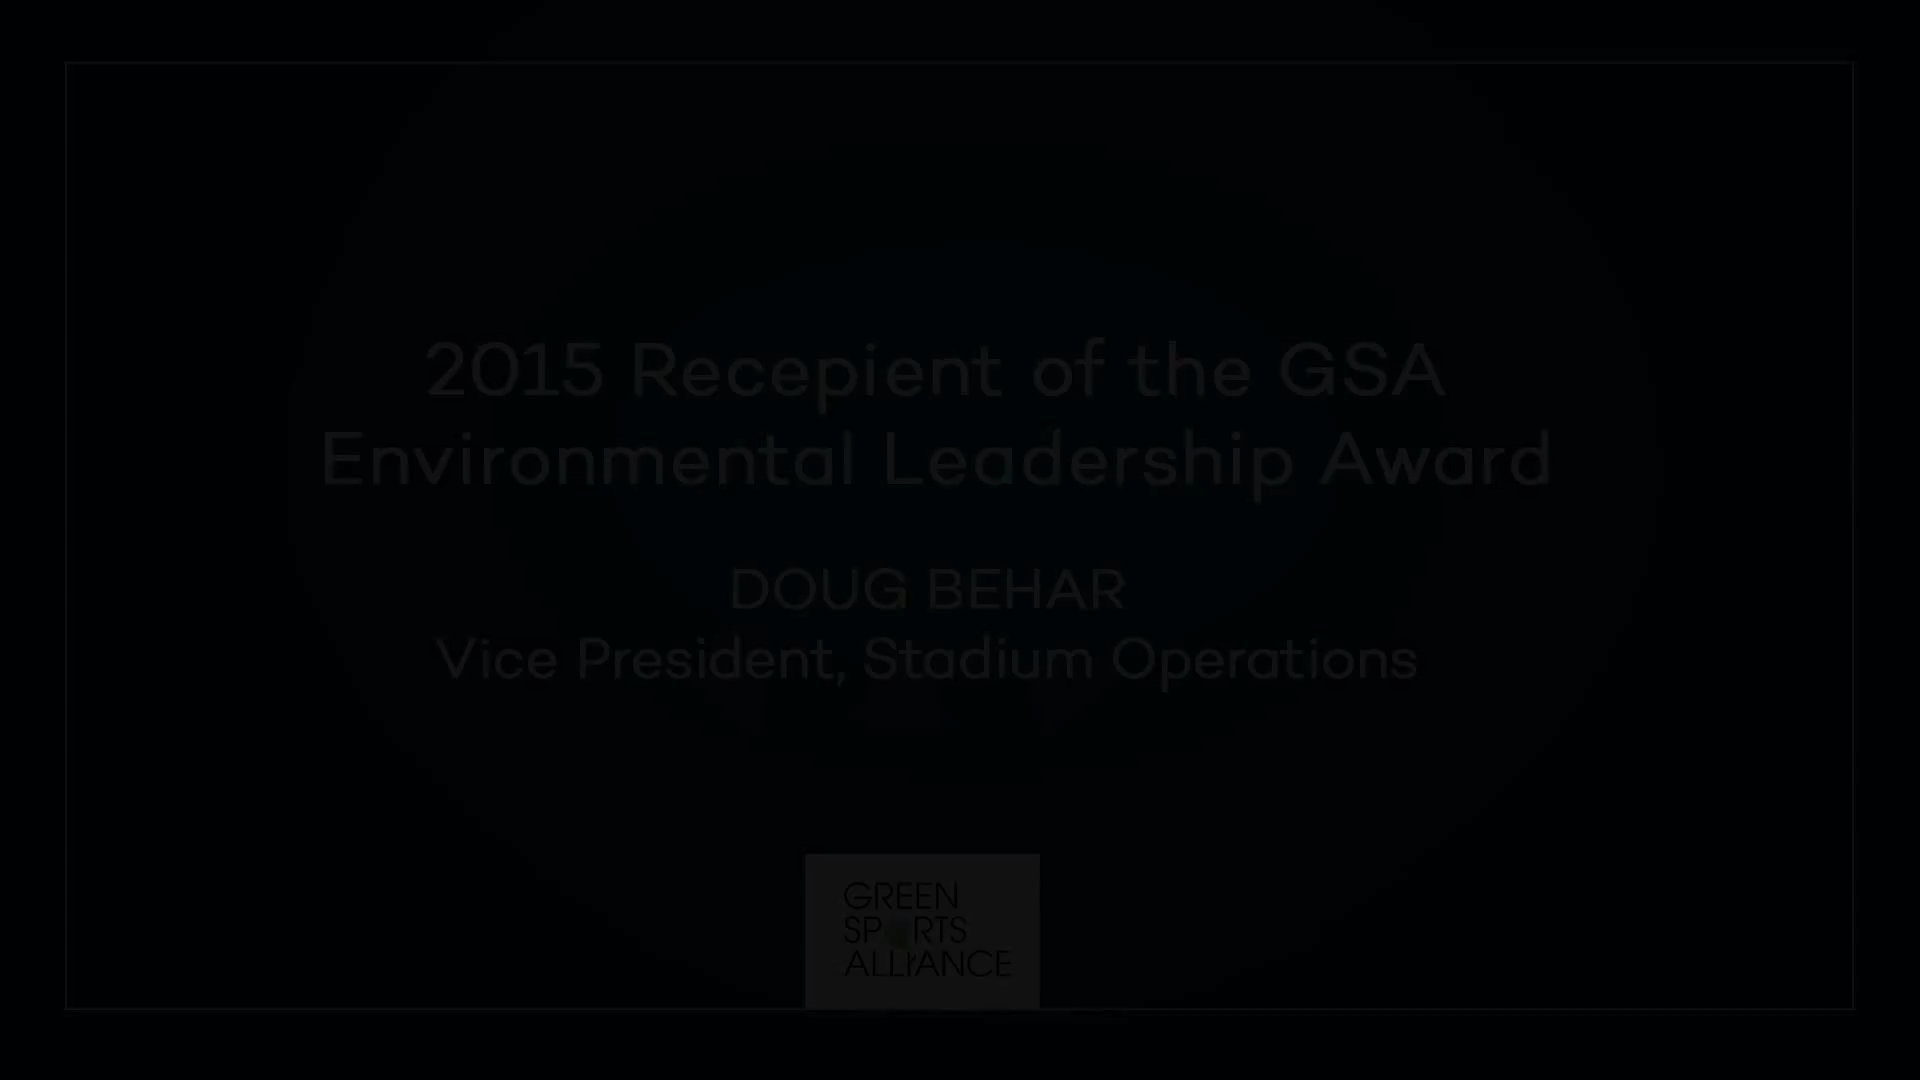 2015 Recepient of the GSA
Environmental Leadership Award
DOUG BEHAR
Vice President, Stadium Operations
GREEN
SPORTS
ALLIANCE